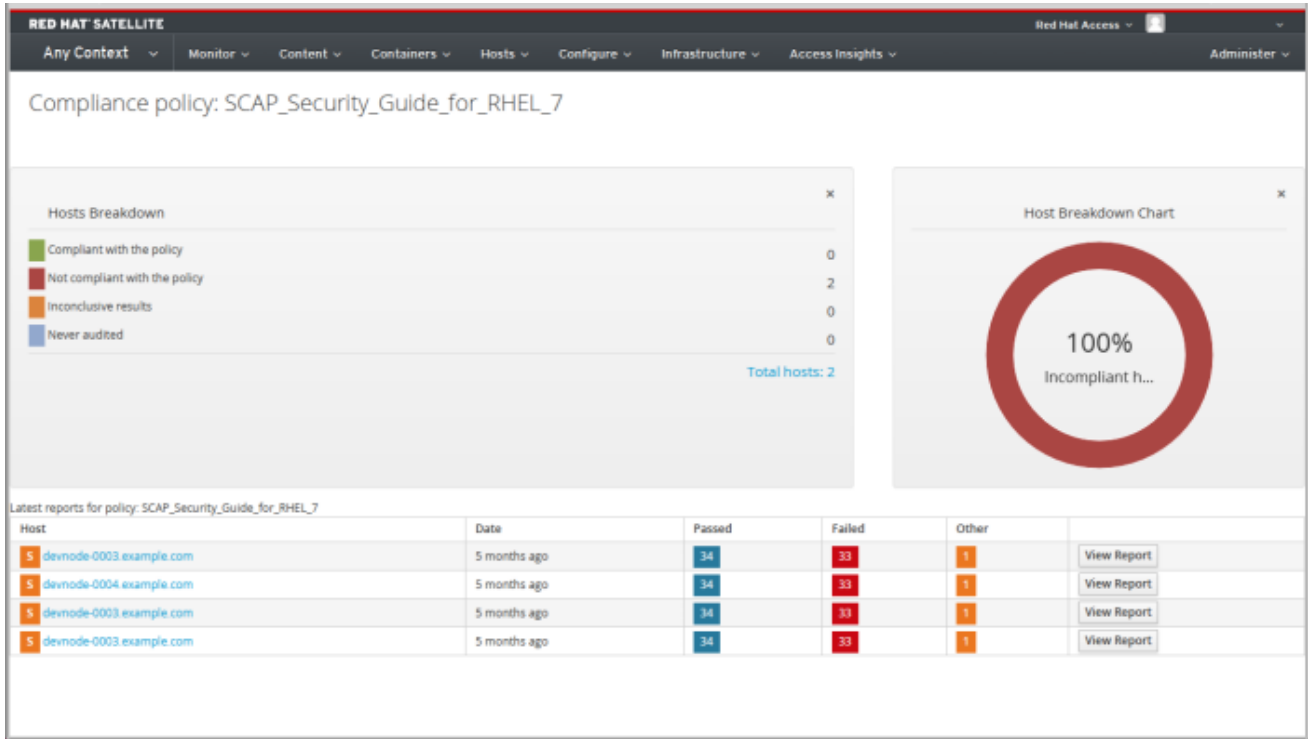 RED HAT SATELLITE Red Hat Access
Any Context Monitor Content Containers Hosts Configure Infrastructure Access Insights Administer
Compliance policy: SCAP_Security_Guide_for_RHEL_7
Hosts Breakdown
Compliant with the policy 0
Not compliant with the policy 2
Inconclusive results 0
Never audited 0
Total hosts: 2
Host Breakdown Chart
100%
Incompliant h...
Latest reports for policy: SCAP_Security_Guide_for_RHEL_7
Host Date Passed Failed Other
S devnode-0003.example.com 5 months ago 34 33 1 View Report
S devnode-0004.example.com 5 months ago 34 33 1 View Report
S devnode-0003.example.com 5 months ago 34 33 1 View Report
S devnode-0003.example.com 5 months ago 34 33 1 View Report